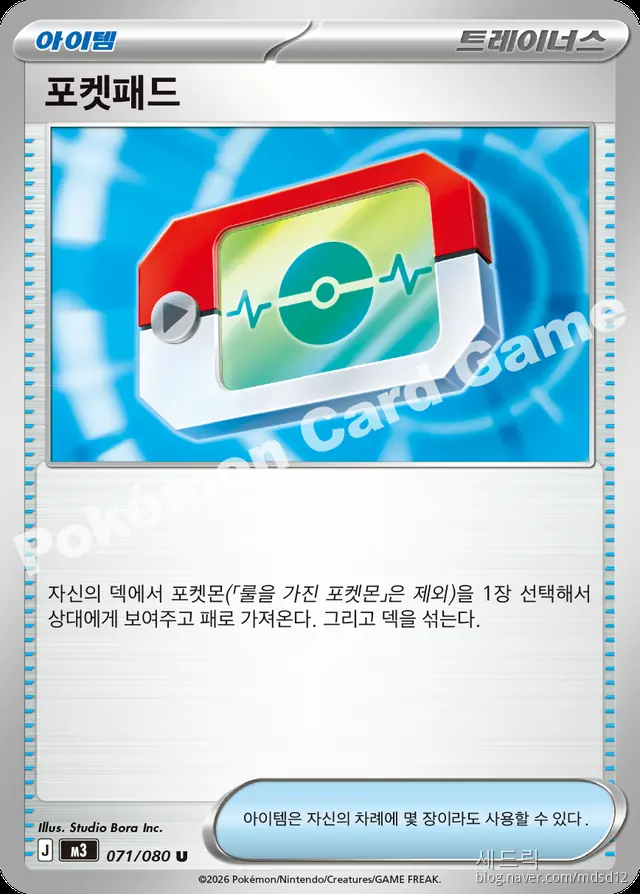 아이템
트레이너스
포켓패드
Pokémon Card Game
자신의 덱에서 포켓몬(「룰을 가진 포켓몬」은 제외)을 1장 선택해서
상대에게 보여주고 패로 가져온다. 그리고 덱을 섞는다.
아이템은 자신의 차례에 몇 장이라도 사용할 수 있다.
Illus. Studio Bora Inc.
J M3 071/080 U
©2026 Pokémon/Nintendo/Creatures/GAME FREAK.
세드릭
blog.naver.com/mdsd12